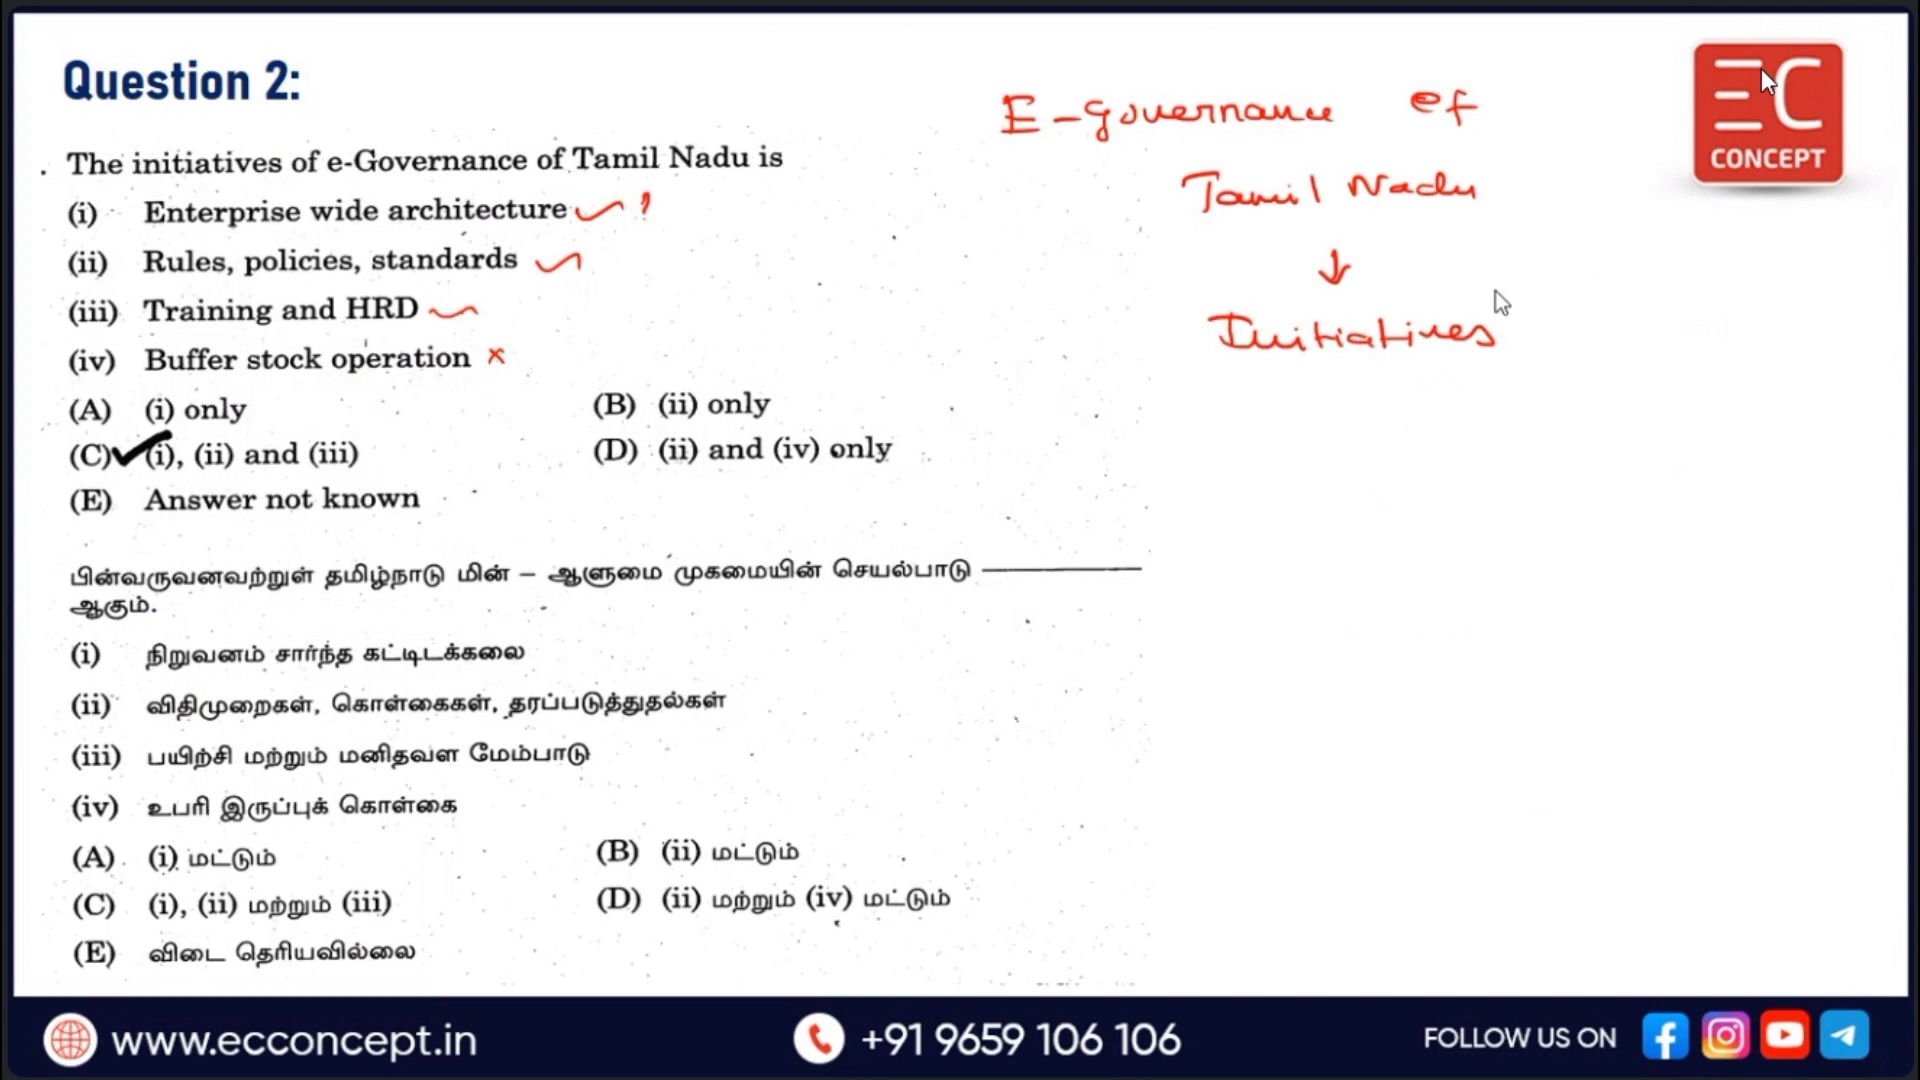 Question 2:
E-governance of
Tamil Nadu
↓
Initiatives
EC
CONCEPT
. The initiatives of e-Governance of Tamil Nadu is
(i) Enterprise wide architecture
(ii) Rules, policies, standards
(iii) Training and HRD
(iv) Buffer stock operation
(A) (i) only (B) (ii) only
(C) (i), (ii) and (iii) (D) (ii) and (iv) only
(E) Answer not known
பின்வருவனவற்றுள் தமிழ்நாடு மின் – ஆளுமை முகமையின் செயல்பாடு ————
ஆகும்.
(i) நிறுவனம் சார்ந்த கட்டிடக்கலை
(ii) விதிமுறைகள், கொள்கைகள், தரப்படுத்துதல்கள்
(iii) பயிற்சி மற்றும் மனிதவள மேம்பாடு
(iv) உபரி இருப்புக் கொள்கை
(A) (i) மட்டும் (B) (ii) மட்டும்
(C) (i), (ii) மற்றும் (iii) (D) (ii) மற்றும் (iv) மட்டும்
(E) விடை தெரியவில்லை
www.ecconcept.in +91 9659 106 106 FOLLOW US ON